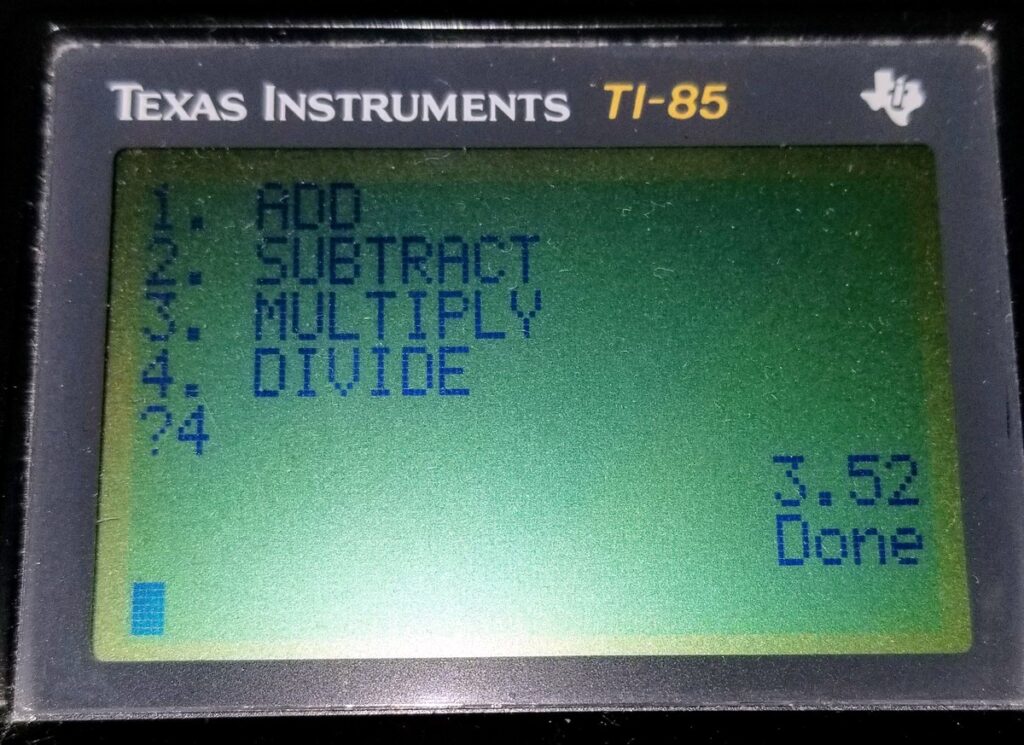 TEXAS INSTRUMENTS TI-85
1. ADD
2. SUBTRACT
3. MULTIPLY
4. DIVIDE
?4
3.52
Done